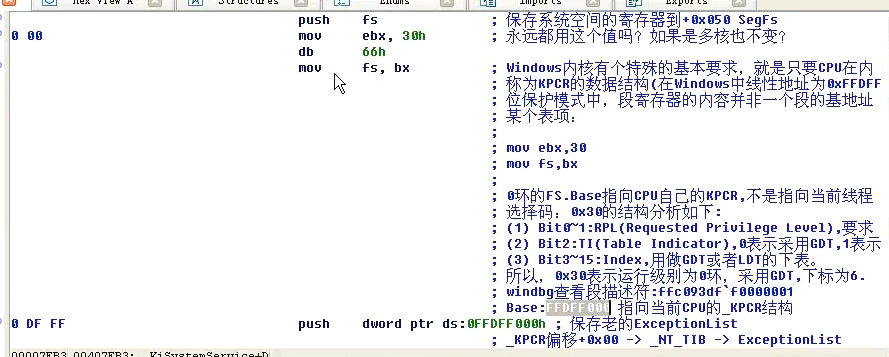 Hex View A Structures Enums Imports Exports
push fs ; 保存系统空间的寄存器到+0x050 SegFs
0 00 mov ebx, 30h ; 永远都用这个值吗？如果是多核也不变？
db 66h
mov fs, bx ; Windows内核有个特殊的基本要求，就是只要CPU在内
; 称为KPCR的数据结构(在Windows中线性地址为0xFFDFF
; 位保护模式中，段寄存器的内容并非一个段的基地址
; 某个表项:
;
; mov ebx,30
; mov fs,bx
;
; 0环的FS.Base指向CPU自己的KPCR,不是指向当前线程
; 选择码: 0x30的结构分析如下:
; (1) Bit0~1:RPL(Requested Privilege Level),要求
; (2) Bit2:TI(Table Indicator),0表示采用GDT,1表示
; (3) Bit3~15:Index,用做GDT或者LDT的下表。
; 所以, 0x30表示运行级别为0环, 采用GDT,下标为6.
; windbg查看段描述符:ffc093df`f0000001
; Base:FFDFF000 指向当前CPU的_KPCR结构
0 DF FF push dword ptr ds:0FFDFF000h ; 保存老的ExceptionList
; _KPCR偏移+0x00 -> _NT_TIB -> ExceptionList